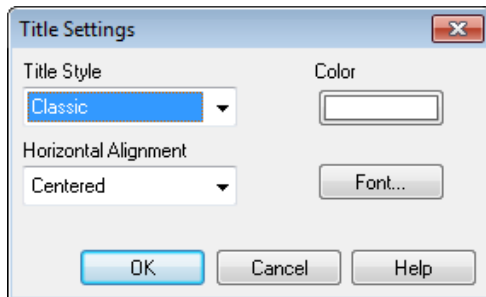 Title Settings
Title Style
Color
Classic
Horizontal Alignment
Centered
Font...
OK
Cancel
Help